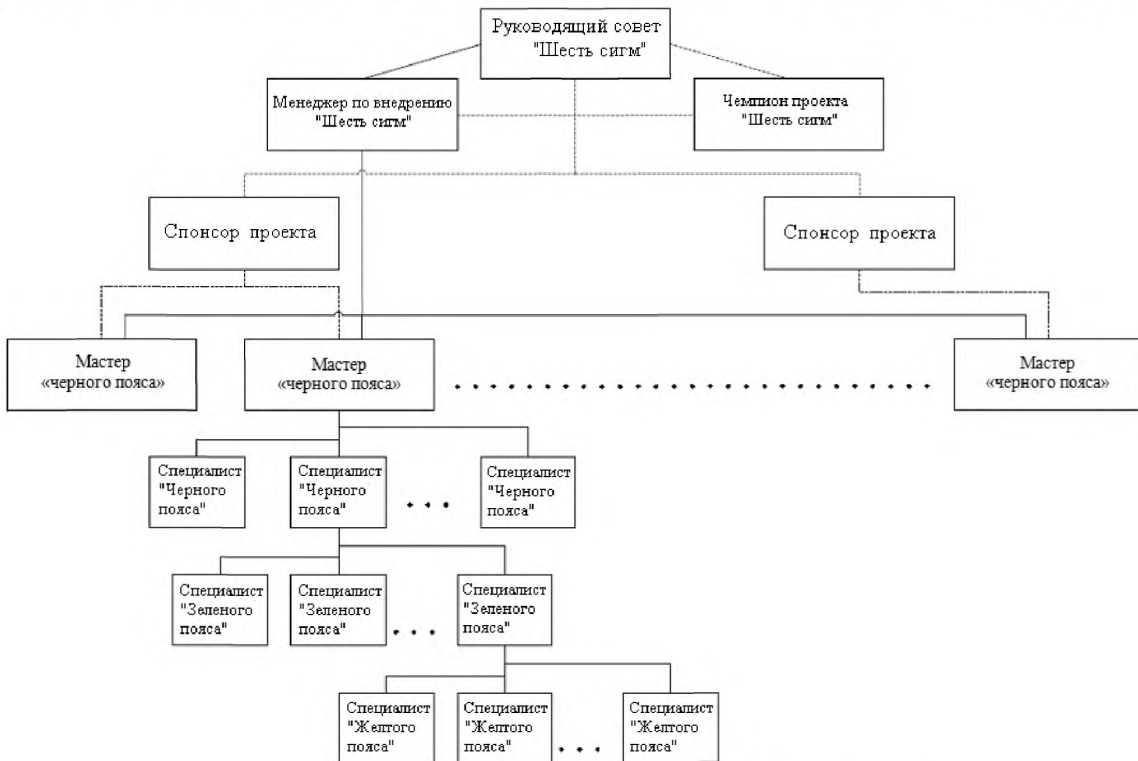 Руководящий совет
"Шесть сигм"
Менеджер по внедрению
"Шесть сигм"
Чемпион проекта
"Шесть сигм"
Спонсор проекта
Спонсор проекта
Мастер
«черного пояса»
Мастер
«черного пояса»
Мастер
«черного пояса»
Специалист
"Черного
пояса"
Специалист
"Черного
пояса"
Специалист
"Черного
пояса"
Специалист
"Зеленого
пояса"
Специалист
"Зеленого
пояса"
Специалист
"Зеленого
пояса"
Специалист
"Желтого
пояса"
Специалист
"Желтого
пояса"
Специалист
"Желтого
пояса"